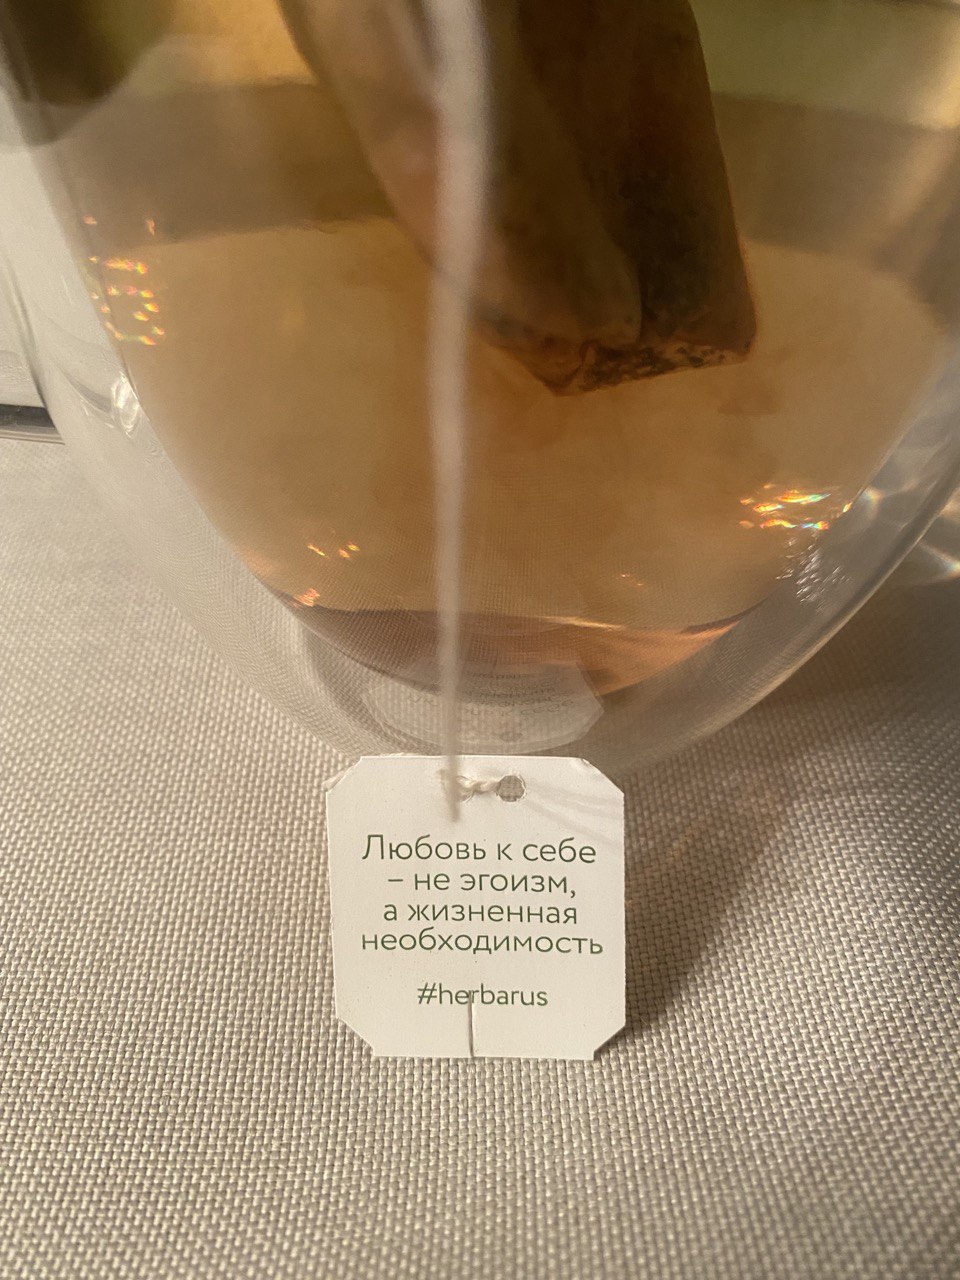 Любовь к себе
– не эгоизм,
а жизненная
необходимость
#herbarus